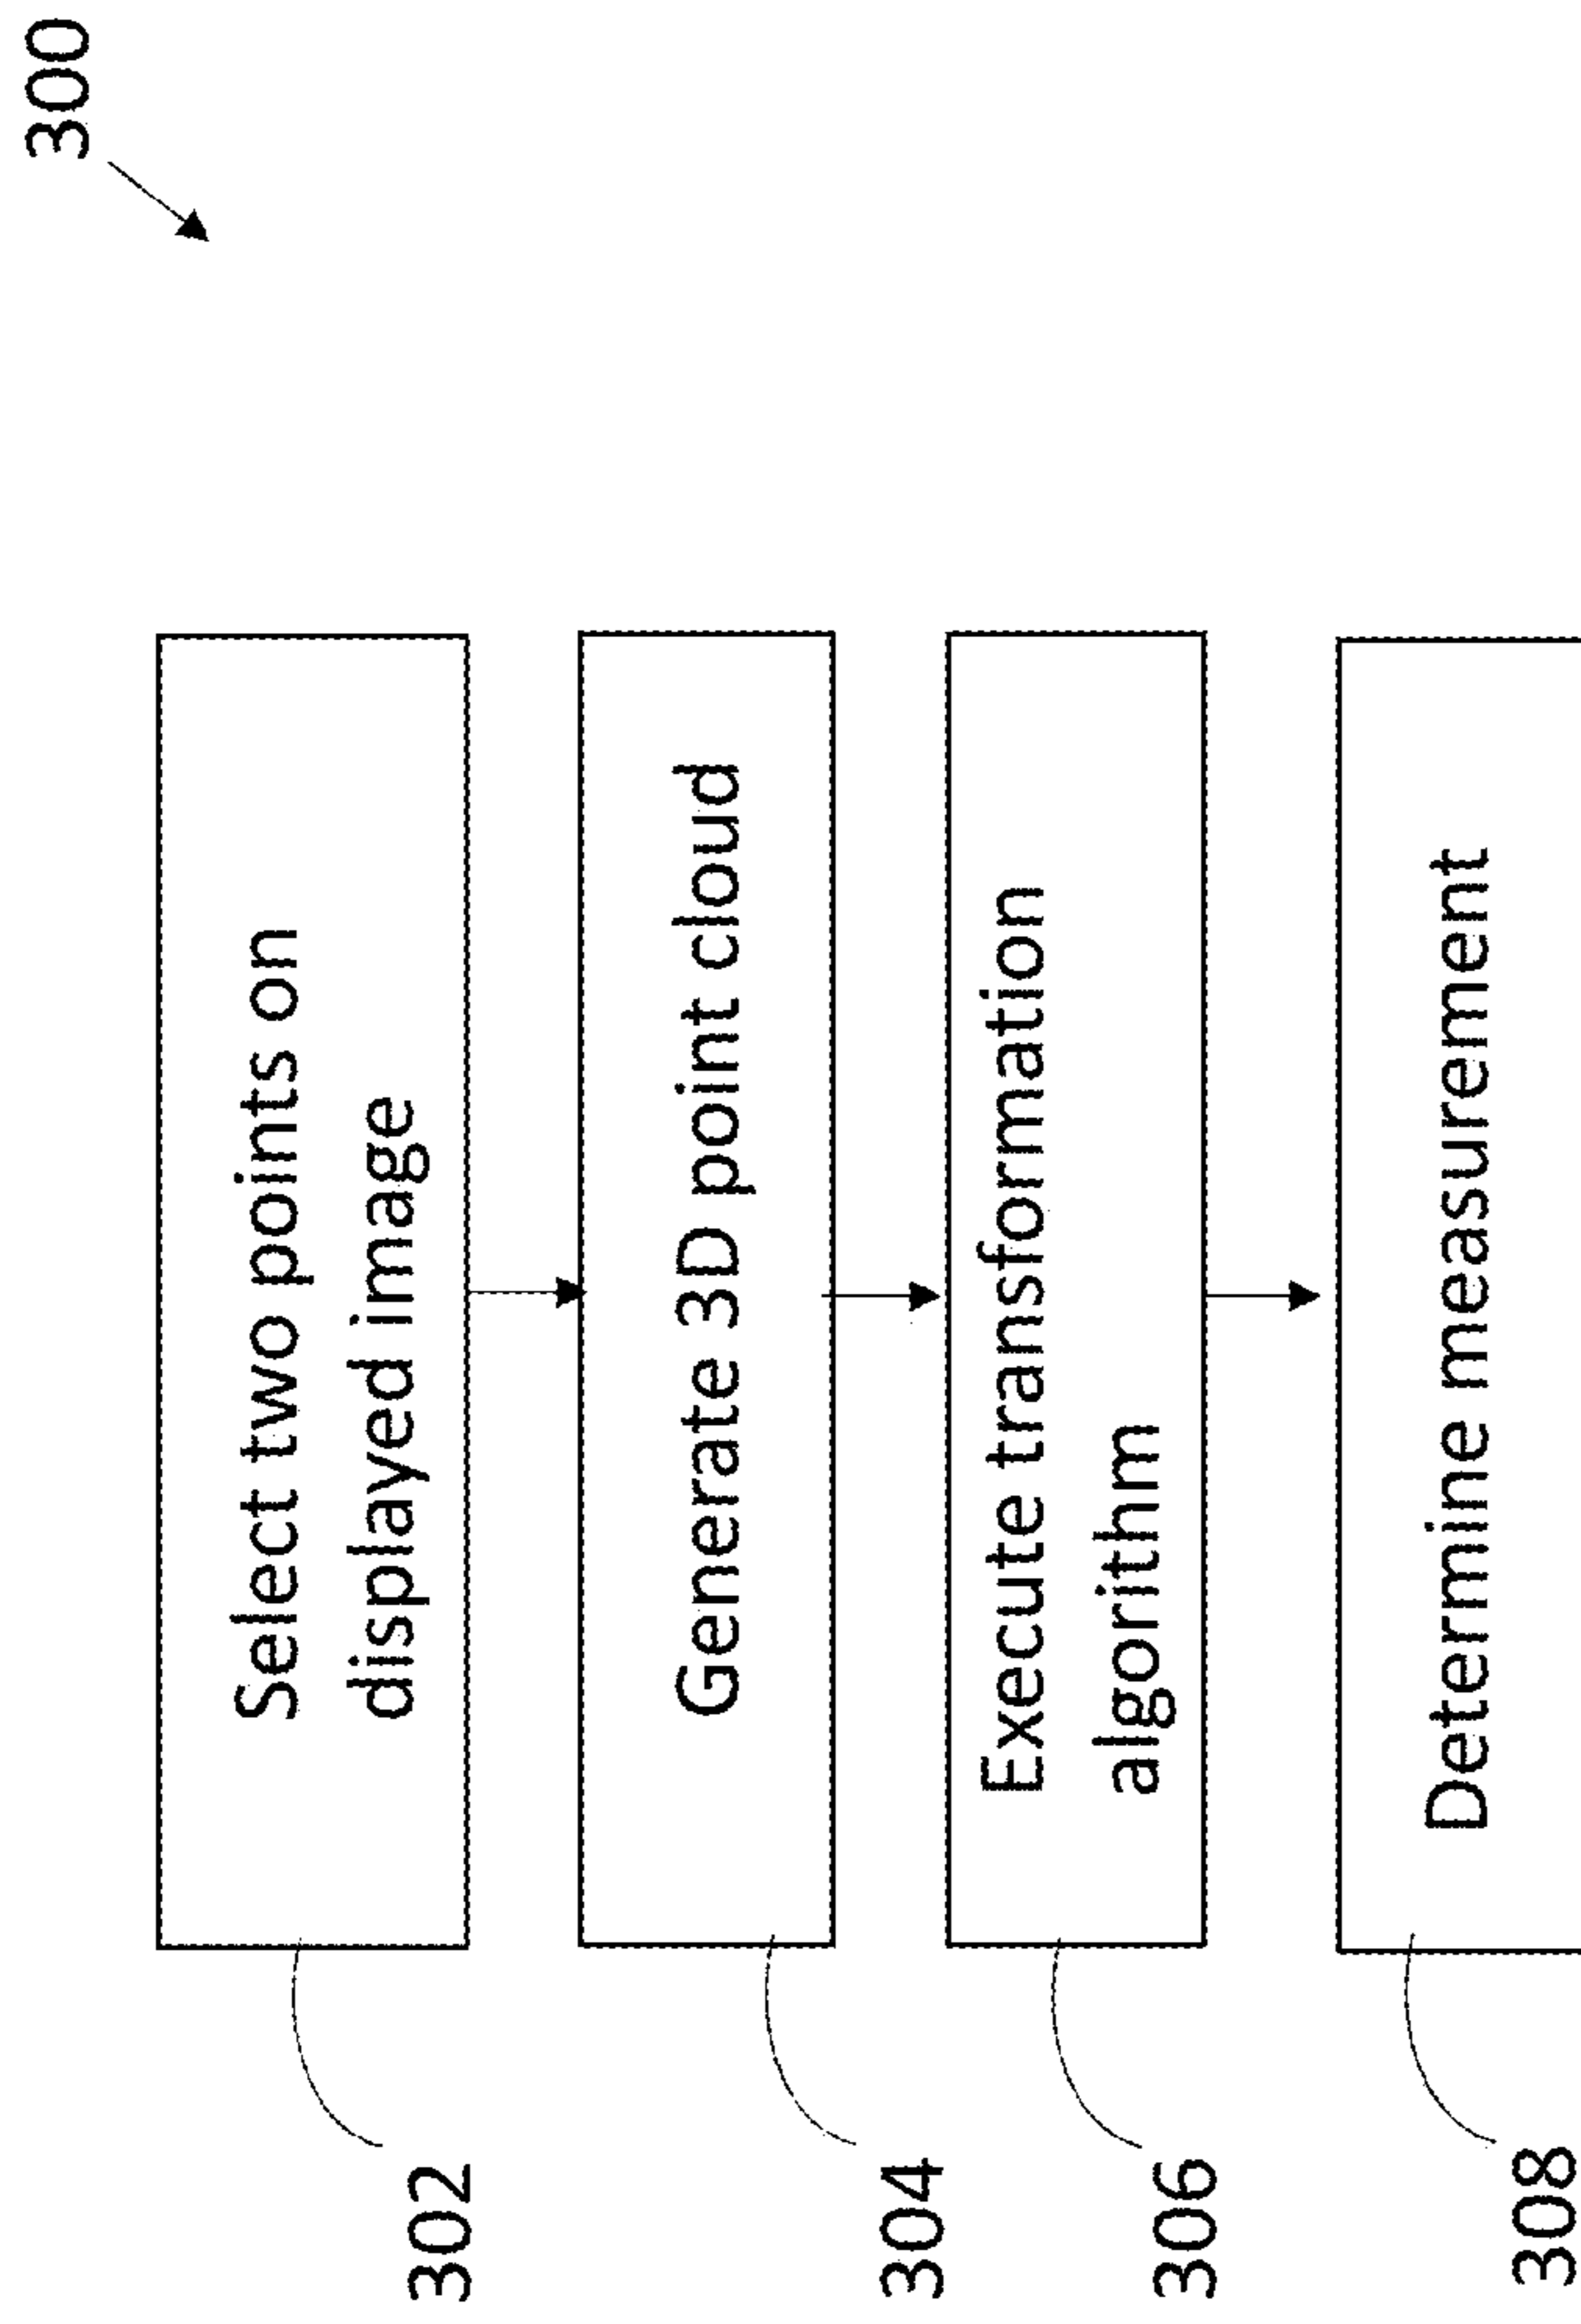 300
302
Select two points on
displayed image
304
Generate 3D point cloud
306
Execute transformation
algorithm
308
Determine measurement